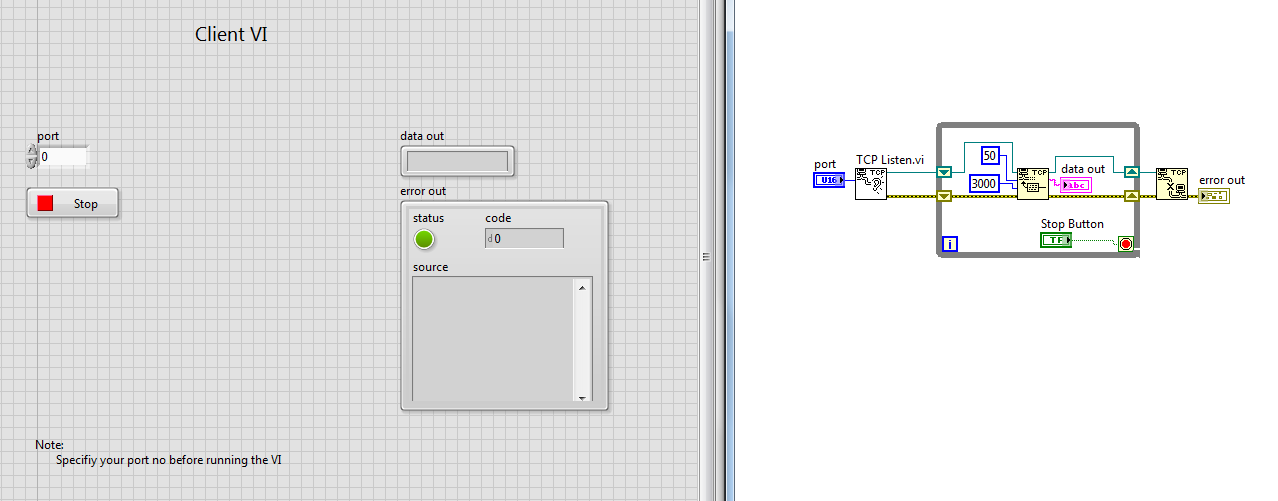 Client VI
port
0
Stop
data out
error out
status
code
d 0
source
Note:
Specifiy your port no before running the VI
port
U16
TCP Listen.vi
TCP
50
3000
TCP
data out
abc
Stop Button
TF
i
TCP
error out